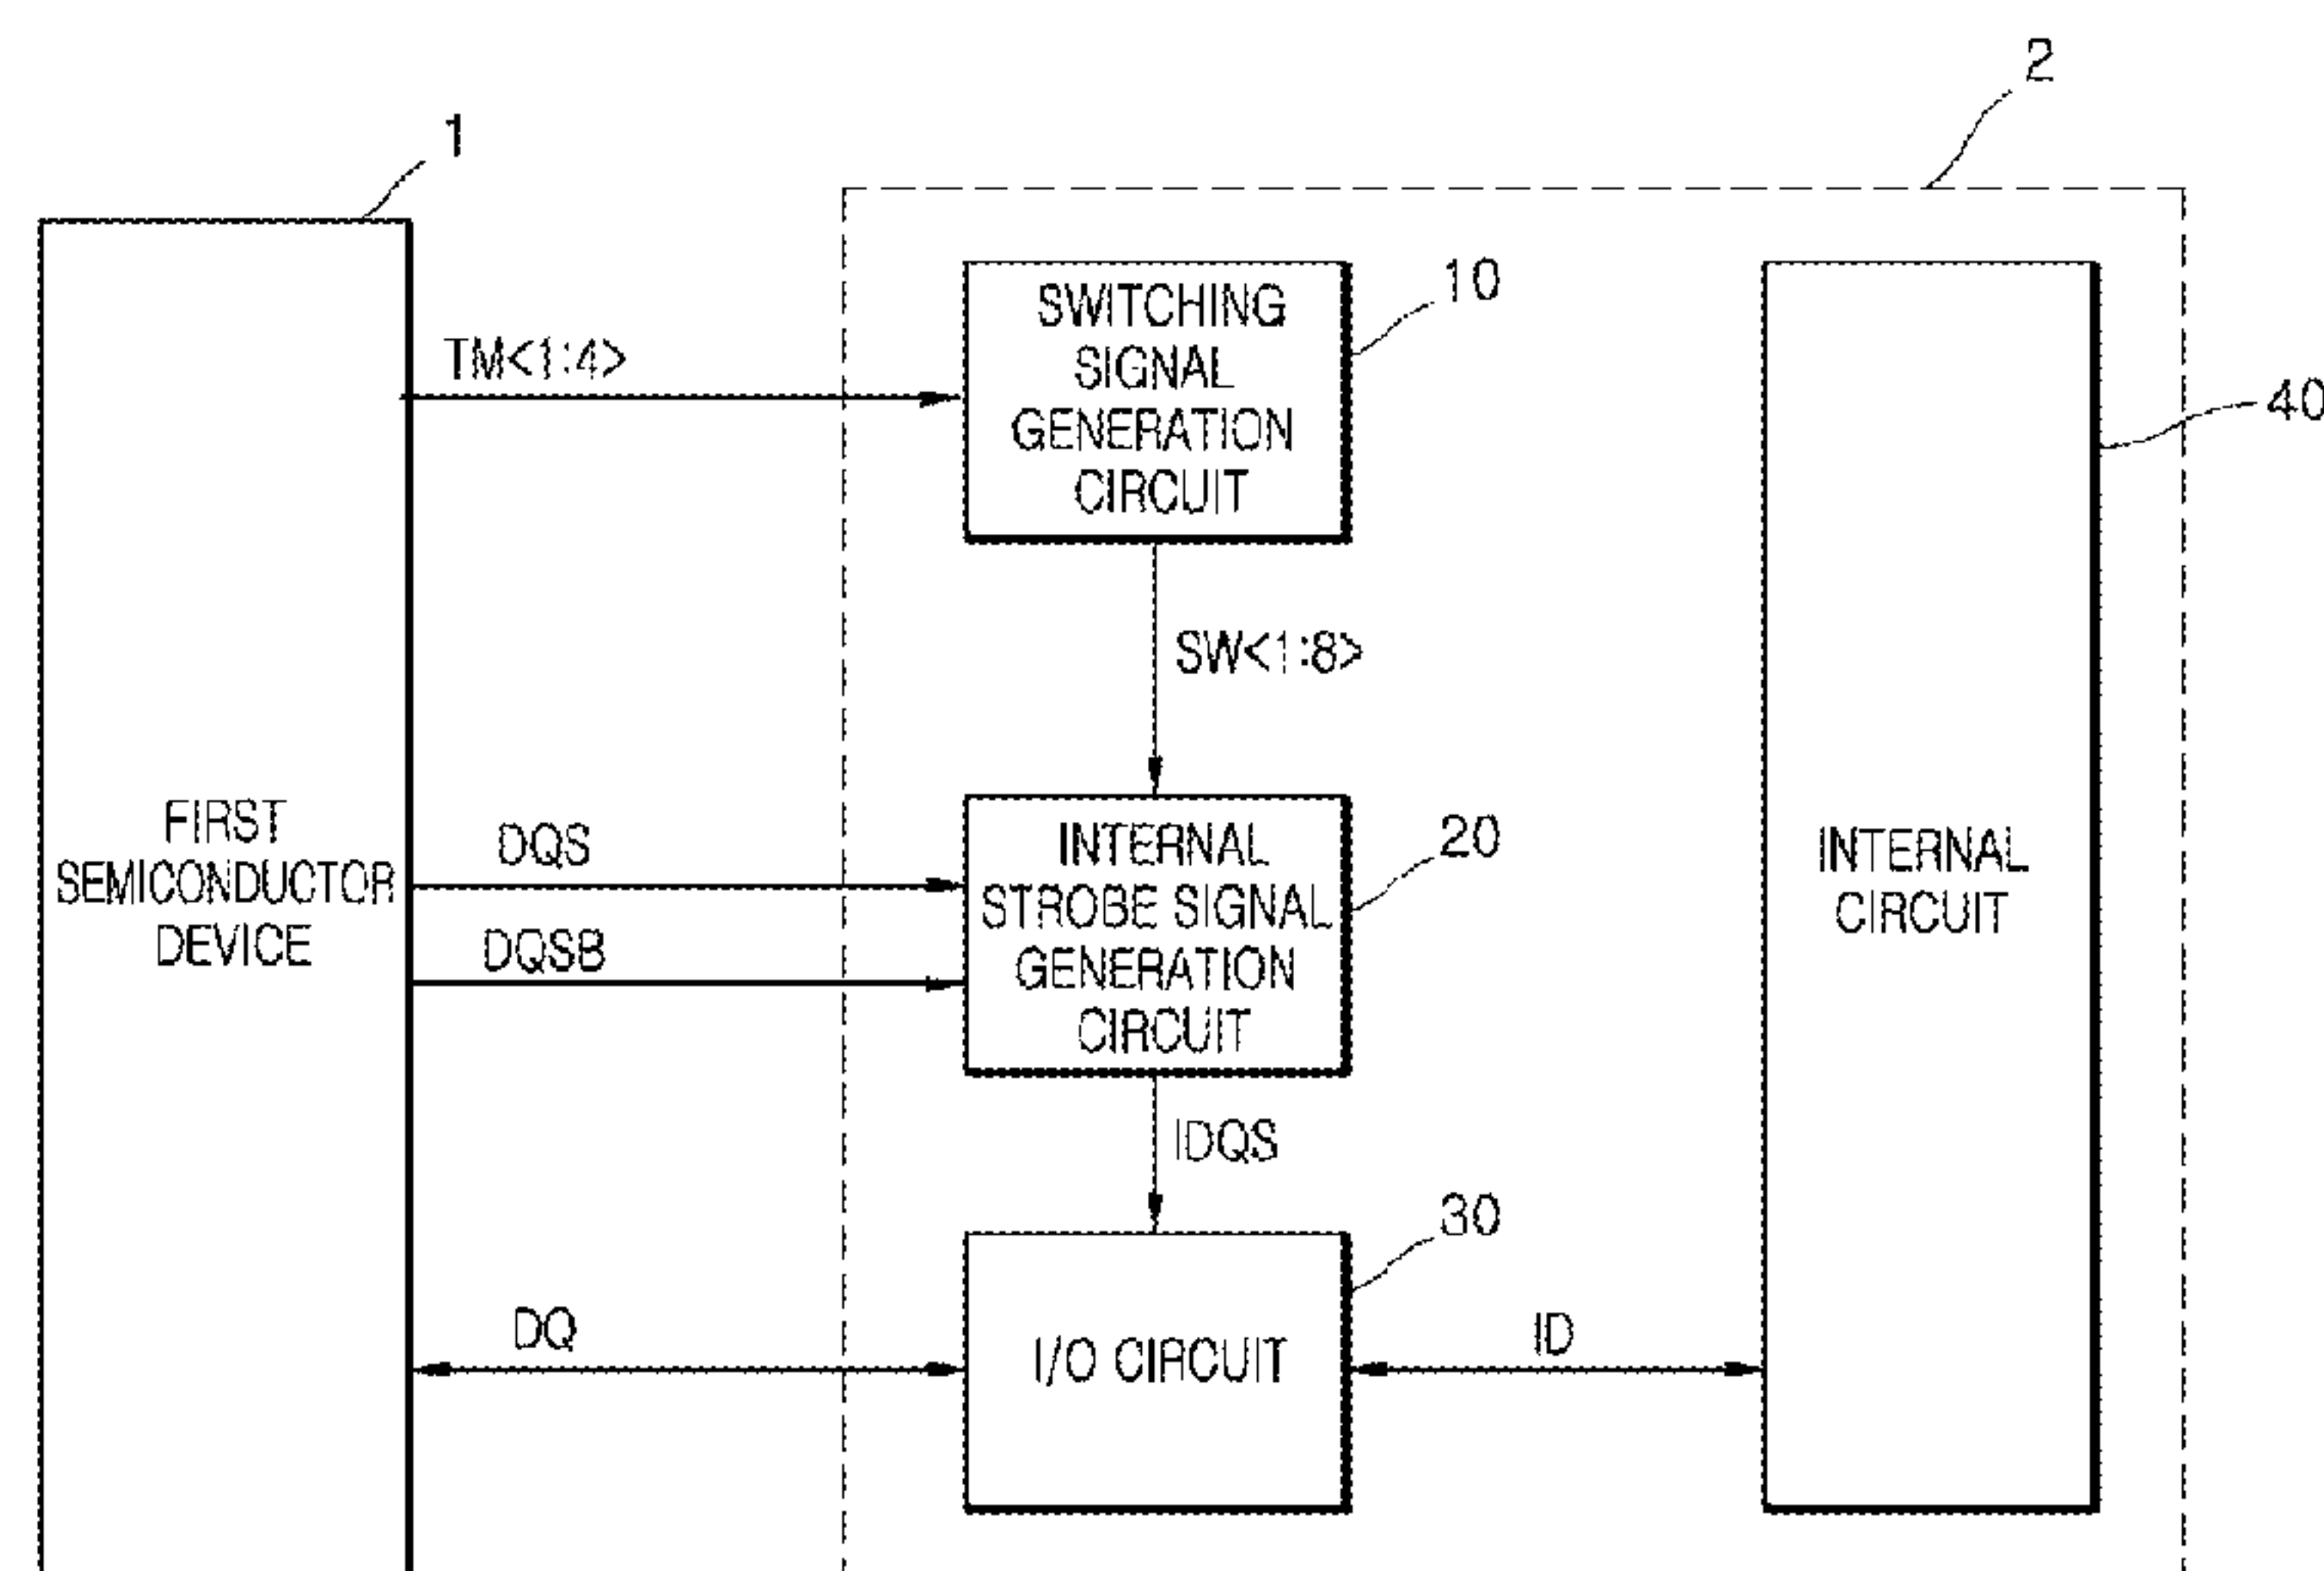 2
1
SWITCHING
SIGNAL
GENERATION
CIRCUIT
10
TM<1:4>
40
SW<1:8>
FIRST
SEMICONDUCTOR
DEVICE
DQS
DQSB
INTERNAL
STROBE SIGNAL
GENERATION
CIRCUIT
20
INTERNAL
CIRCUIT
IDQS
30
DQ
I/O CIRCUIT
ID